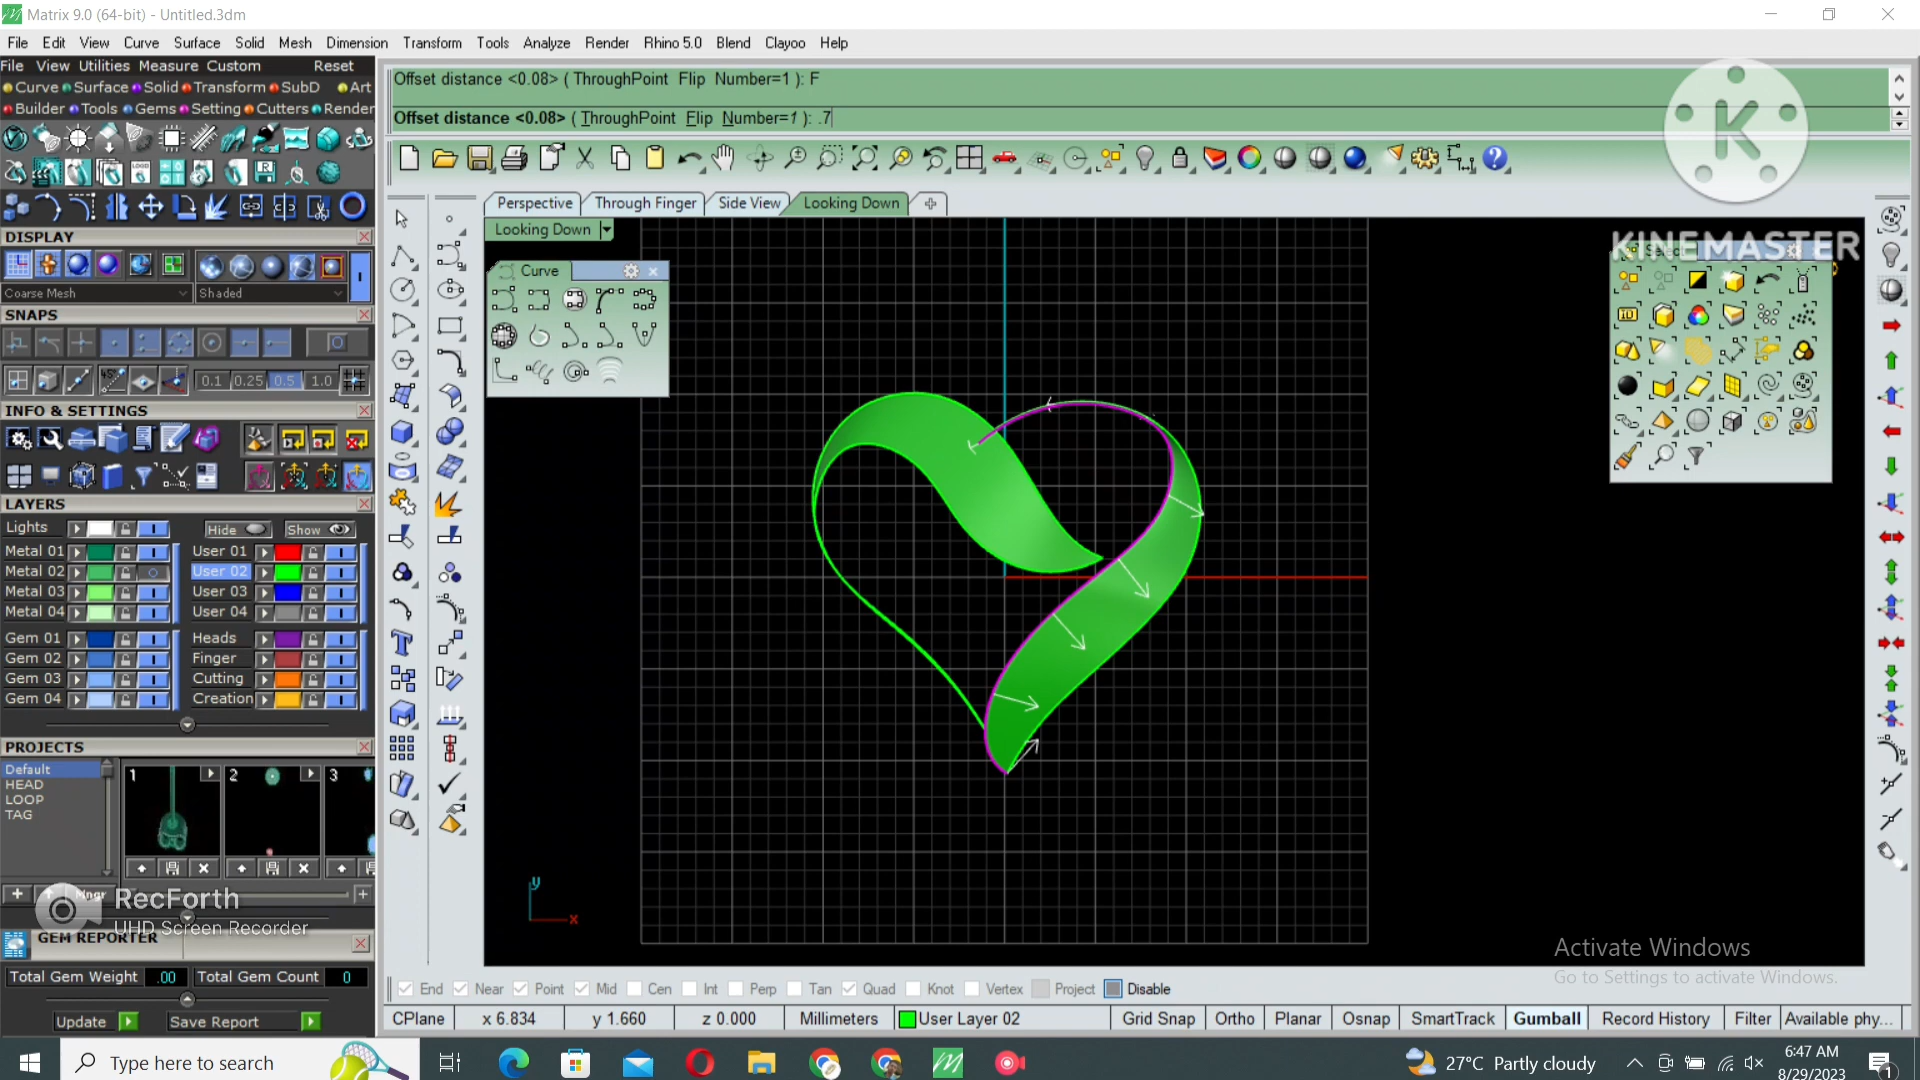 Matrix 9.0 (64-bit) - Untitled.3dm
File Edit View Curve Surface Solid Mesh Dimension Transform Tools Analyze Render Rhino 5.0 Blend Clayoo Help
File View Utilities Measure Custom Reset
Curve Surface Solid Transform SubD Art
Builder Tools Gems Setting Cutters Render
Offset distance <0.08> ( ThroughPoint Flip Number=1 ): F
Offset distance <0.08> ( ThroughPoint Flip Number=1 ): .7
K
KINEMASTER
Perspective Through Finger Side View Looking Down
Looking Down
Curve
DISPLAY
Coarse Mesh Shaded
SNAPS
0.1 0.25 0.5 1.0
INFO & SETTINGS
LAYERS
Lights Hide Show
Metal 01 User 01
Metal 02 User 02
Metal 03 User 03
Metal 04 User 04
Gem 01 Heads
Gem 02 Finger
Gem 03 Cutting
Gem 04 Creation
PROJECTS
Default
HEAD
LOOP
TAG
1 2 3
Mngr
RecForth
UHD Screen Recorder
GEM REPORTER
Total Gem Weight .00 Total Gem Count 0
Update Save Report
y
x
Activate Windows
Go to Settings to activate Windows.
End Near Point Mid Cen Int Perp Tan Quad Knot Vertex Project Disable
CPlane x 6.834 y 1.660 z 0.000 Millimeters User Layer 02 Grid Snap Ortho Planar Osnap SmartTrack Gumball Record History Filter Available phy...
Type here to search
27°C Partly cloudy
6:47 AM
8/29/2023
1